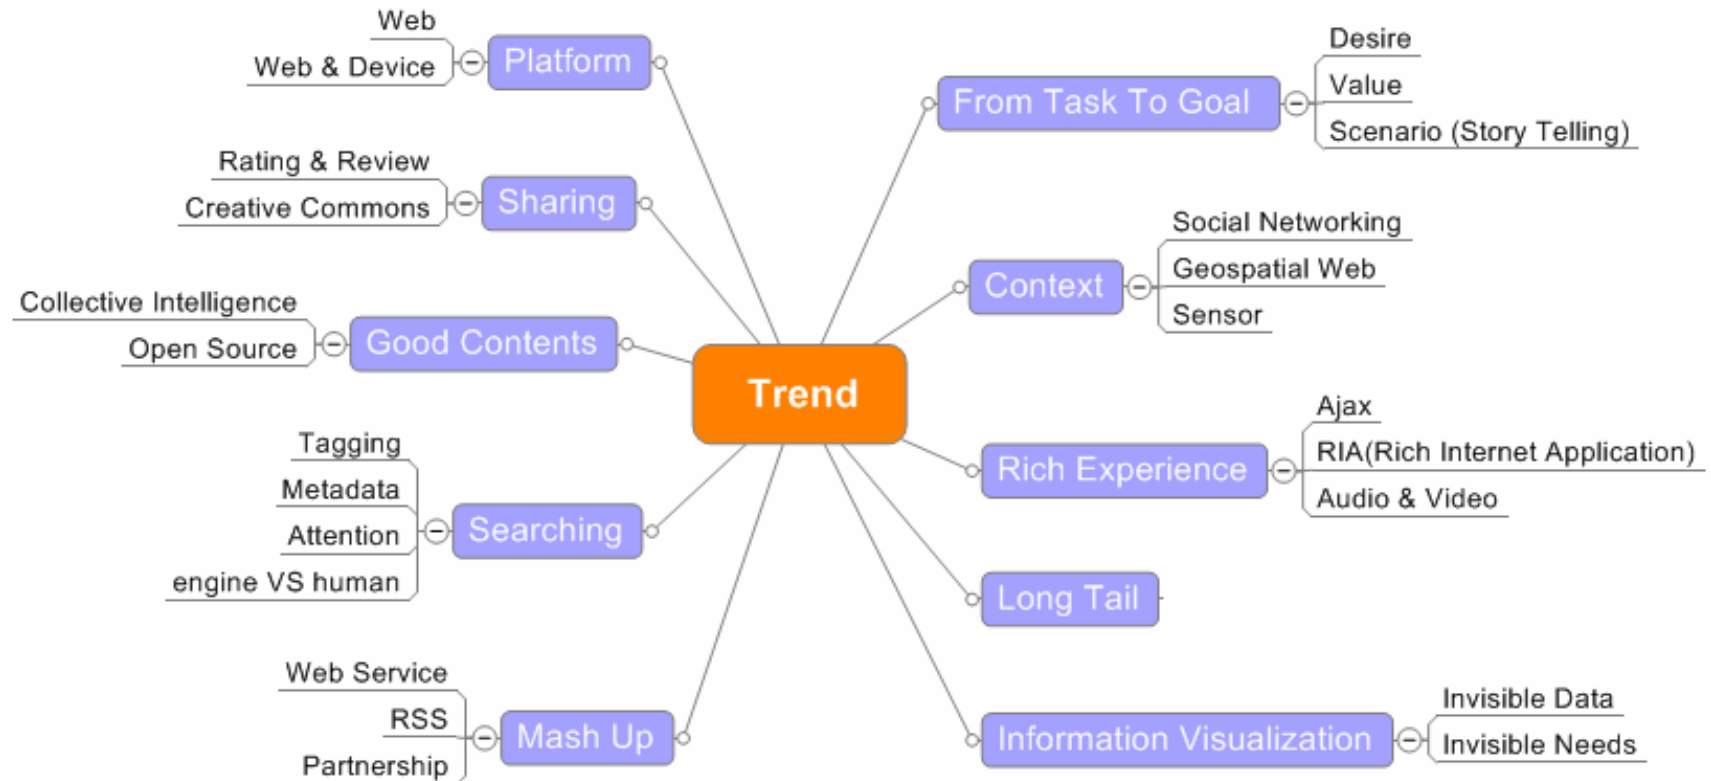 Trend
Platform
Web
Web & Device
Sharing
Rating & Review
Creative Commons
Good Contents
Collective Intelligence
Open Source
Searching
Tagging
Metadata
Attention
engine VS human
Mash Up
Web Service
RSS
Partnership
From Task To Goal
Desire
Value
Scenario (Story Telling)
Context
Social Networking
Geospatial Web
Sensor
Rich Experience
Ajax
RIA(Rich Internet Application)
Audio & Video
Long Tail
Information Visualization
Invisible Data
Invisible Needs